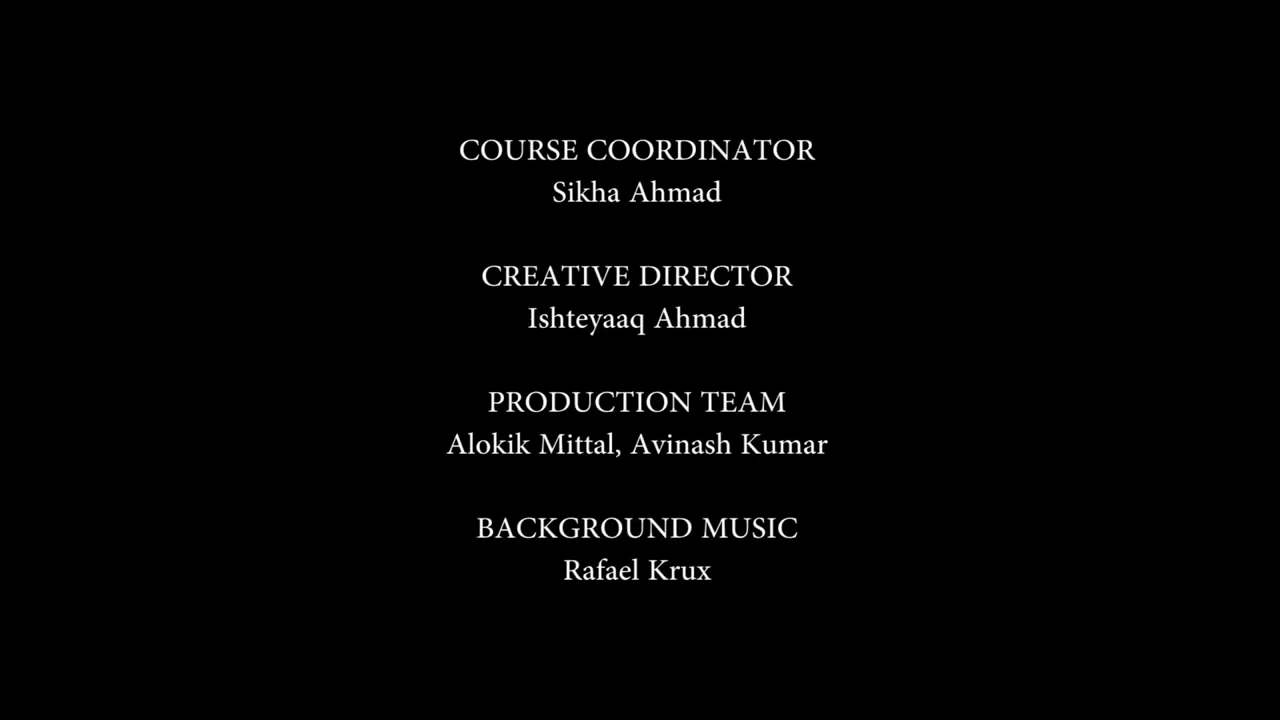 COURSE COORDINATOR
Sikha Ahmad
CREATIVE DIRECTOR
Ishteyaaq Ahmad
PRODUCTION TEAM
Alokik Mittal, Avinash Kumar
BACKGROUND MUSIC
Rafael Krux